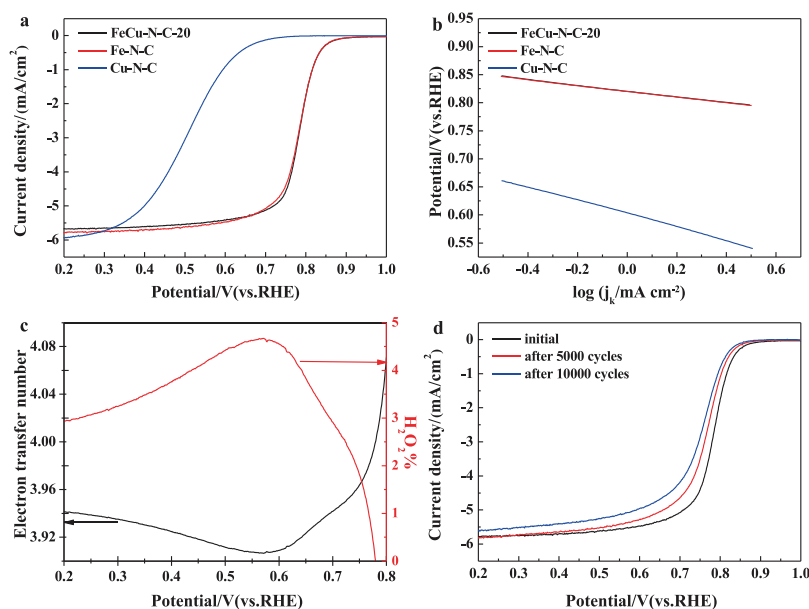 a
FeCu-N-C-20
Fe-N-C
Cu-N-C
0
-1
-2
-3
-4
-5
-6
Current density/(mA/cm²)
0.2 0.3 0.4 0.5 0.6 0.7 0.8 0.9 1.0
Potential/V(vs.RHE)
b
FeCu-N-C-20
Fe-N-C
Cu-N-C
0.95
0.90
0.85
0.80
0.75
0.70
0.65
0.60
0.55
Potential/V(vs.RHE)
-0.6 -0.4 -0.2 0.0 0.2 0.4 0.6
log (jₖ/mA cm⁻²)
c
4.08
4.04
4.00
3.96
3.92
Electron transfer number
5
4
3
2
1
0
H₂O₂%
0.2 0.3 0.4 0.5 0.6 0.7 0.8
Potential/V(vs.RHE)
d
initial
after 5000 cycles
after 10000 cycles
0
-1
-2
-3
-4
-5
-6
Current density/(mA/cm²)
0.2 0.3 0.4 0.5 0.6 0.7 0.8 0.9 1.0
Potential/V(vs.RHE)